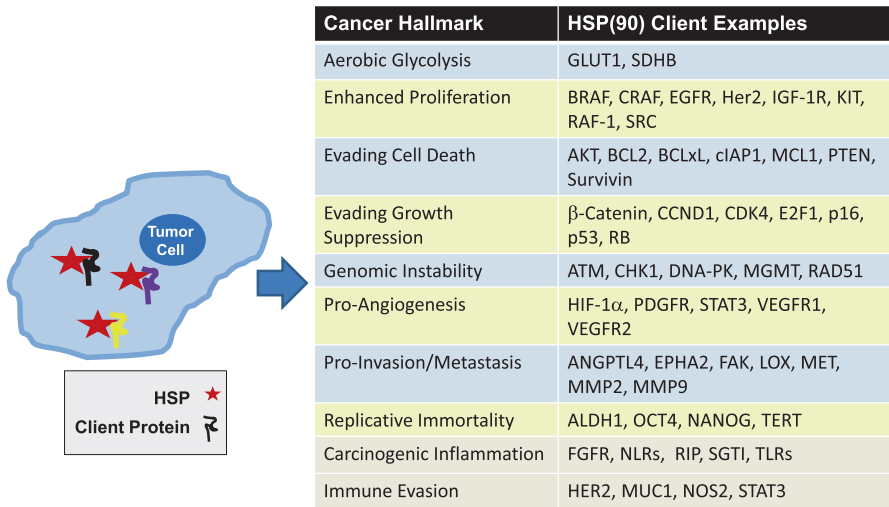 Cancer Hallmark HSP(90) Client Examples
Aerobic Glycolysis GLUT1, SDHB
Enhanced Proliferation BRAF, CRAF, EGFR, Her2, IGF-1R, KIT,
RAF-1, SRC
Evading Cell Death AKT, BCL2, BCLxL, cIAP1, MCL1, PTEN,
Survivin
Evading Growth
Suppression
β-Catenin, CCND1, CDK4, E2F1, p16,
p53, RB
Genomic Instability ATM, CHK1, DNA-PK, MGMT, RAD51
Pro-Angiogenesis HIF-1α, PDGFR, STAT3, VEGFR1,
VEGFR2
Pro-Invasion/Metastasis ANGPTL4, EPHA2, FAK, LOX, MET,
MMP2, MMP9
Replicative Immortality ALDH1, OCT4, NANOG, TERT
Carcinogenic Inflammation FGFR, NLRs, RIP, SGTI, TLRs
Immune Evasion HER2, MUC1, NOS2, STAT3
Tumor
Cell
HSP
Client Protein